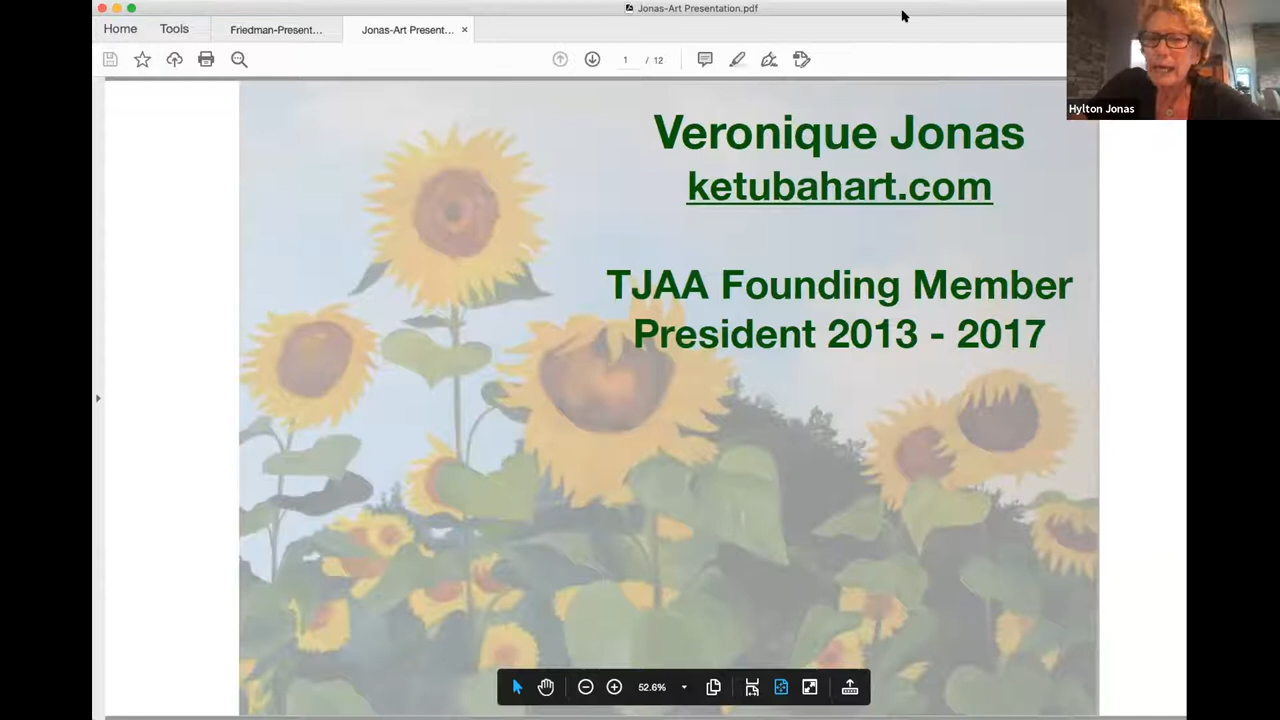 Jonas-Art Presentation.pdf
Home
Tools
Friedman-Present...
Jonas-Art Present...
1 / 12
Hylton Jonas
Veronique Jonas
ketubahart.com
TJAA Founding Member
President 2013 - 2017
52.6%